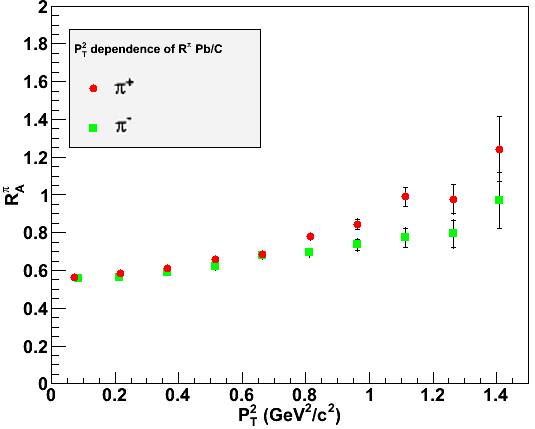 P_T^2 dependence of R^π Pb/C
π^+
π^-
R_A^π
2
1.8
1.6
1.4
1.2
1
0.8
0.6
0.4
0.2
0
0 0.2 0.4 0.6 0.8 1 1.2 1.4
P_T^2 (GeV^2/c^2)